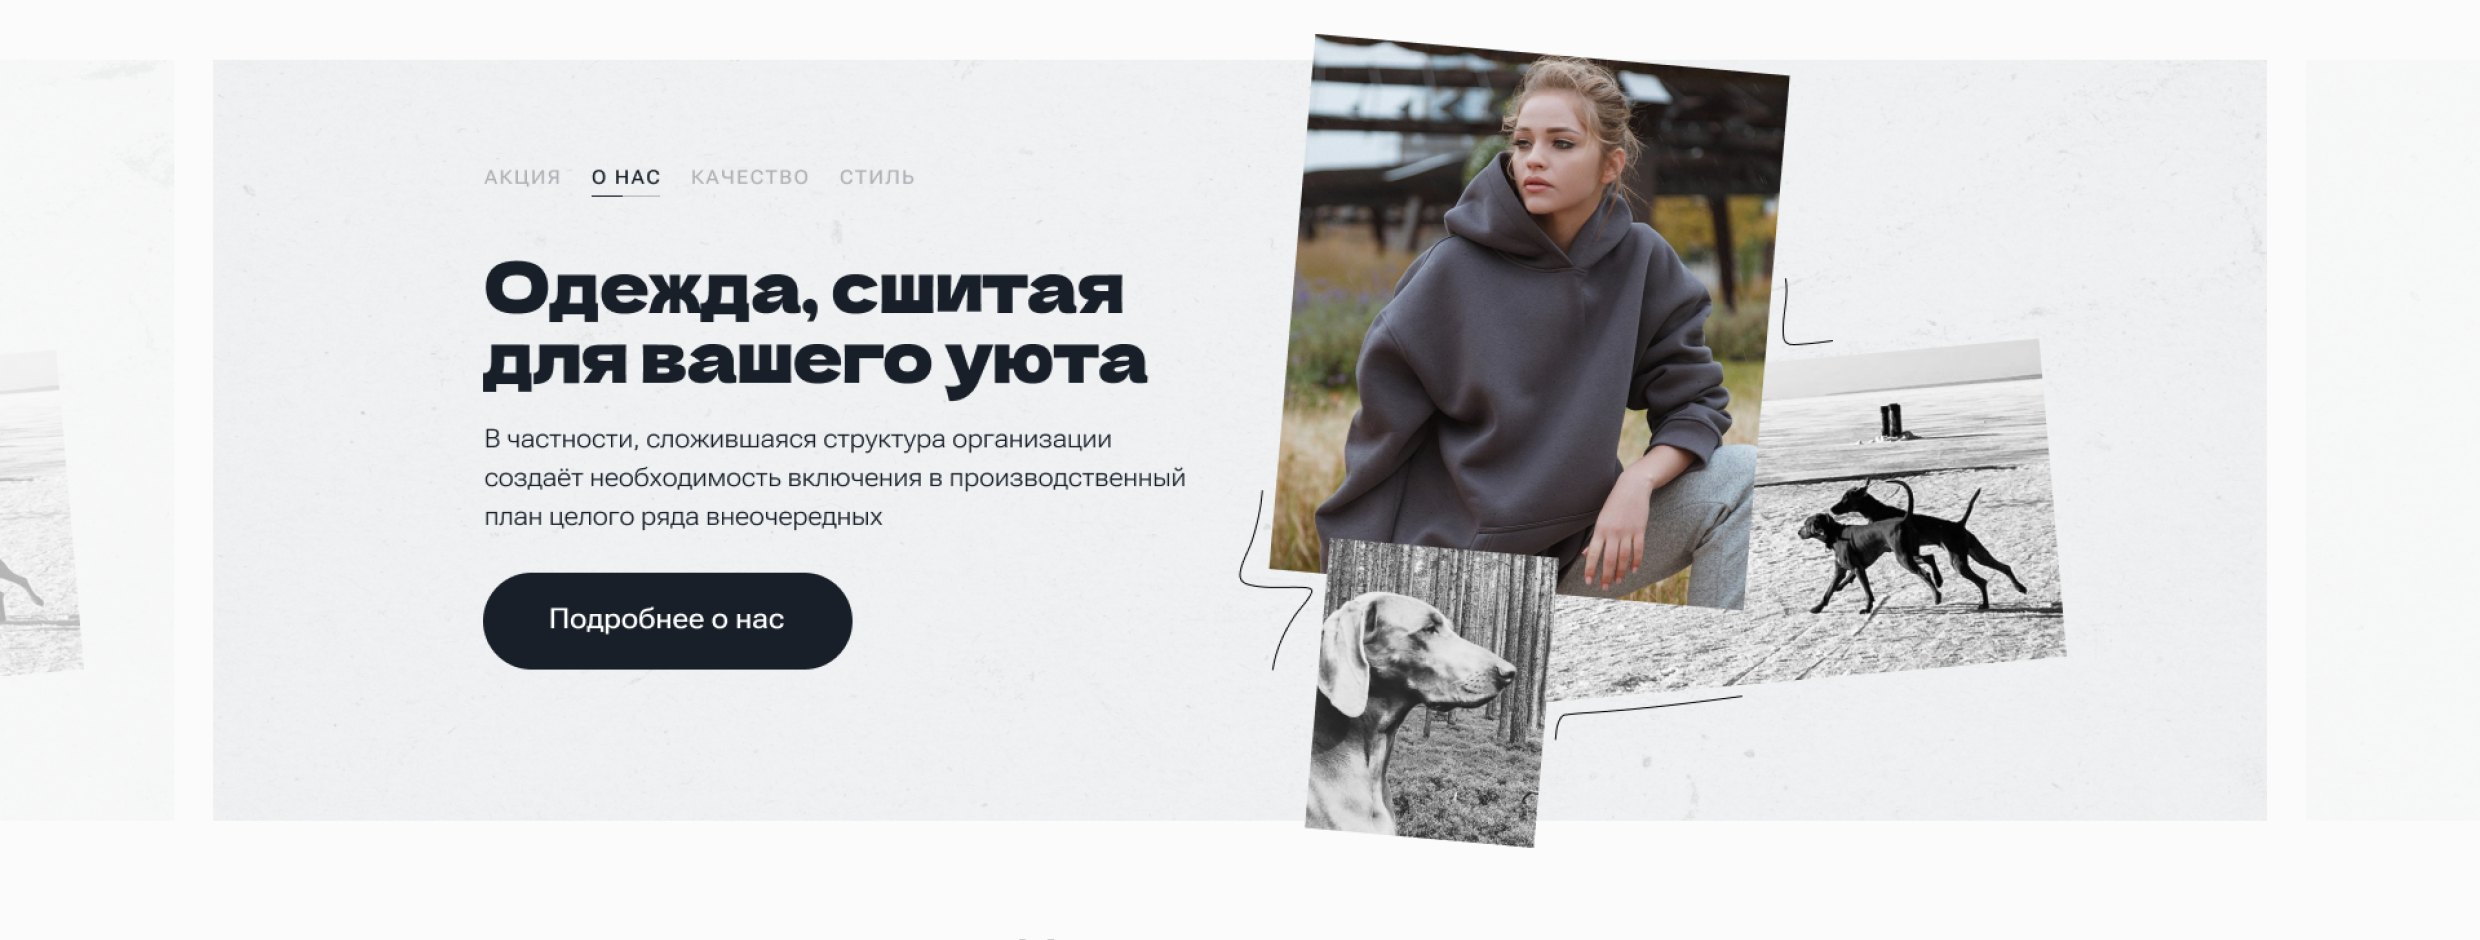 АКЦИЯ О НАС КАЧЕСТВО СТИЛЬ
Одежда, сшитая
для вашего уюта
В частности, сложившаяся структура организации
создаёт необходимость включения в производственный
план целого ряда внеочередных
Подробнее о нас